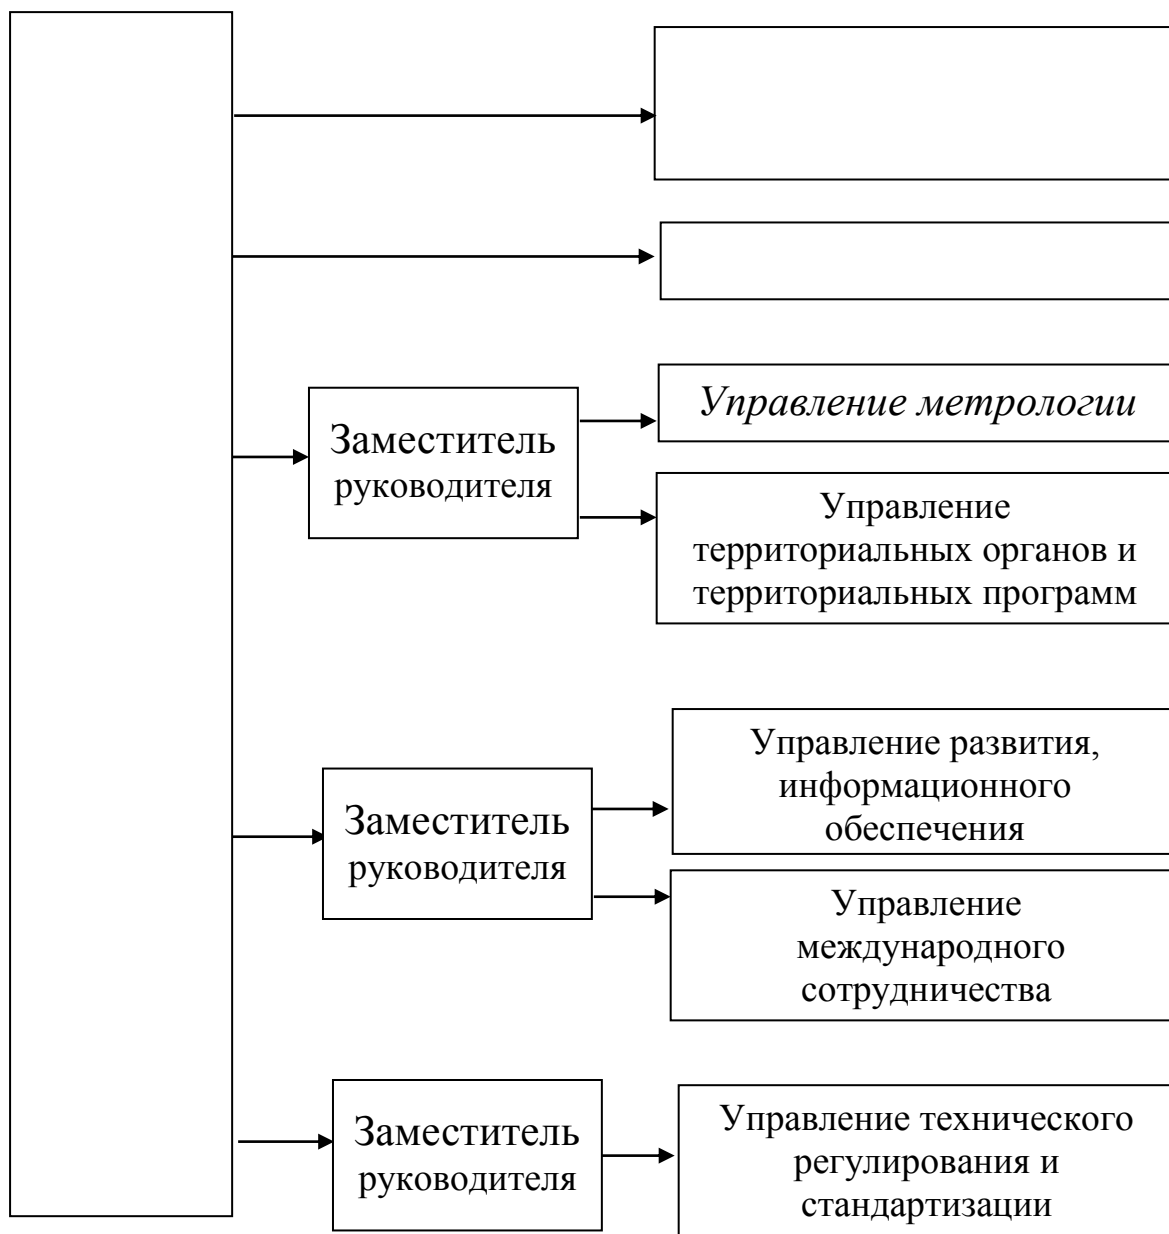 Управление метрологии
Заместитель
руководителя
Управление
территориальных органов и
территориальных программ
Управление развития,
информационного
обеспечения
Заместитель
руководителя
Управление
международного
сотрудничества
Заместитель
руководителя
Управление технического
регулирования и
стандартизации